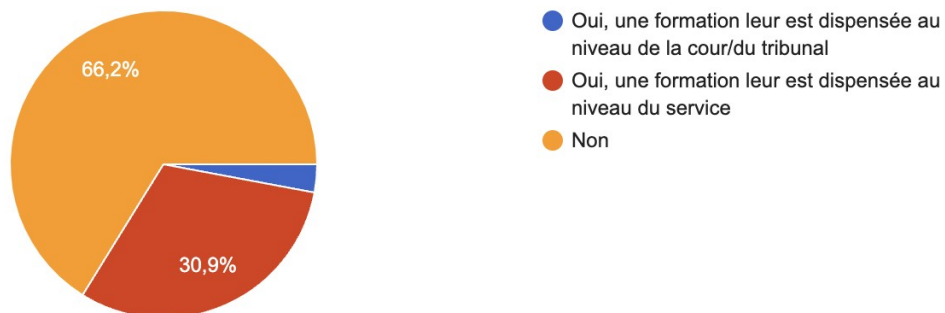 66,2%
30,9%
Oui, une formation leur est dispensée au
niveau de la cour/du tribunal
Oui, une formation leur est dispensée au
niveau du service
Non